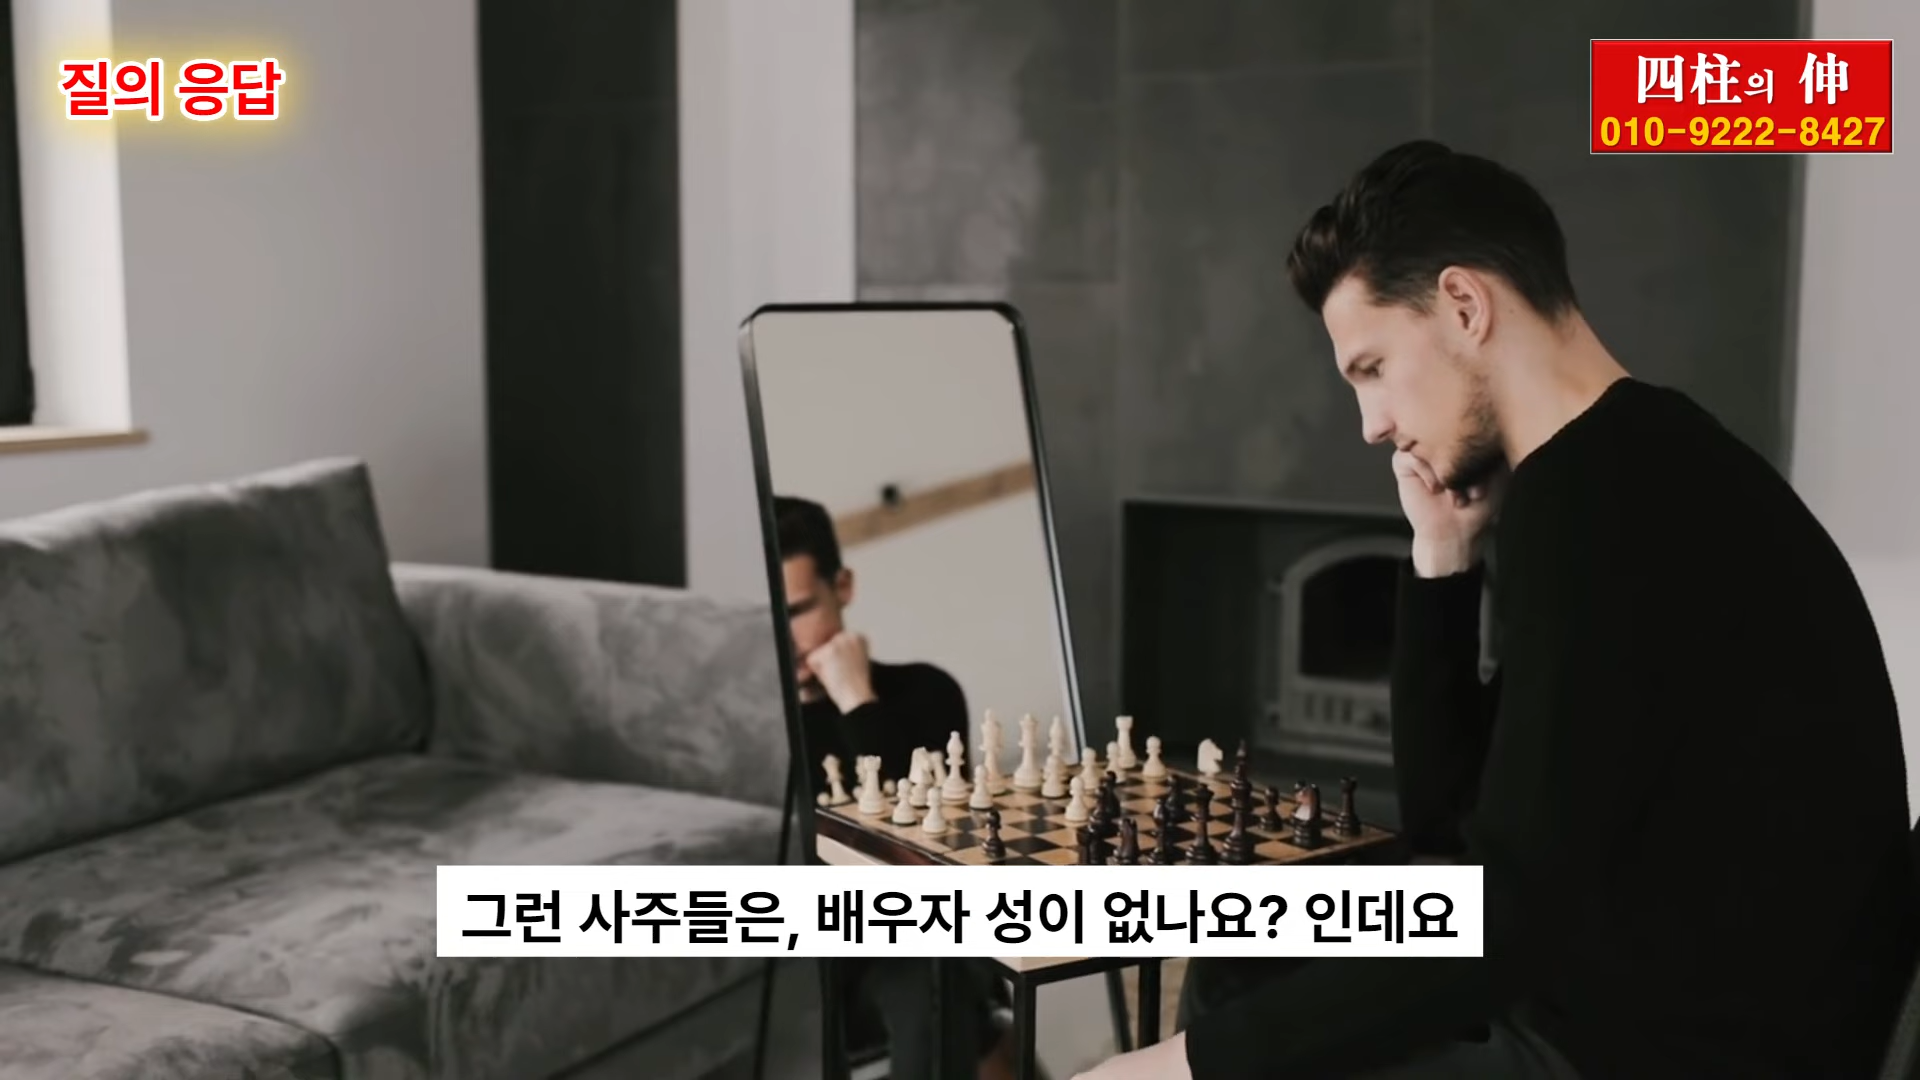 질의 응답
四柱의 伸
010-9222-8427
그런 사주들은, 배우자 성이 없나요? 인데요